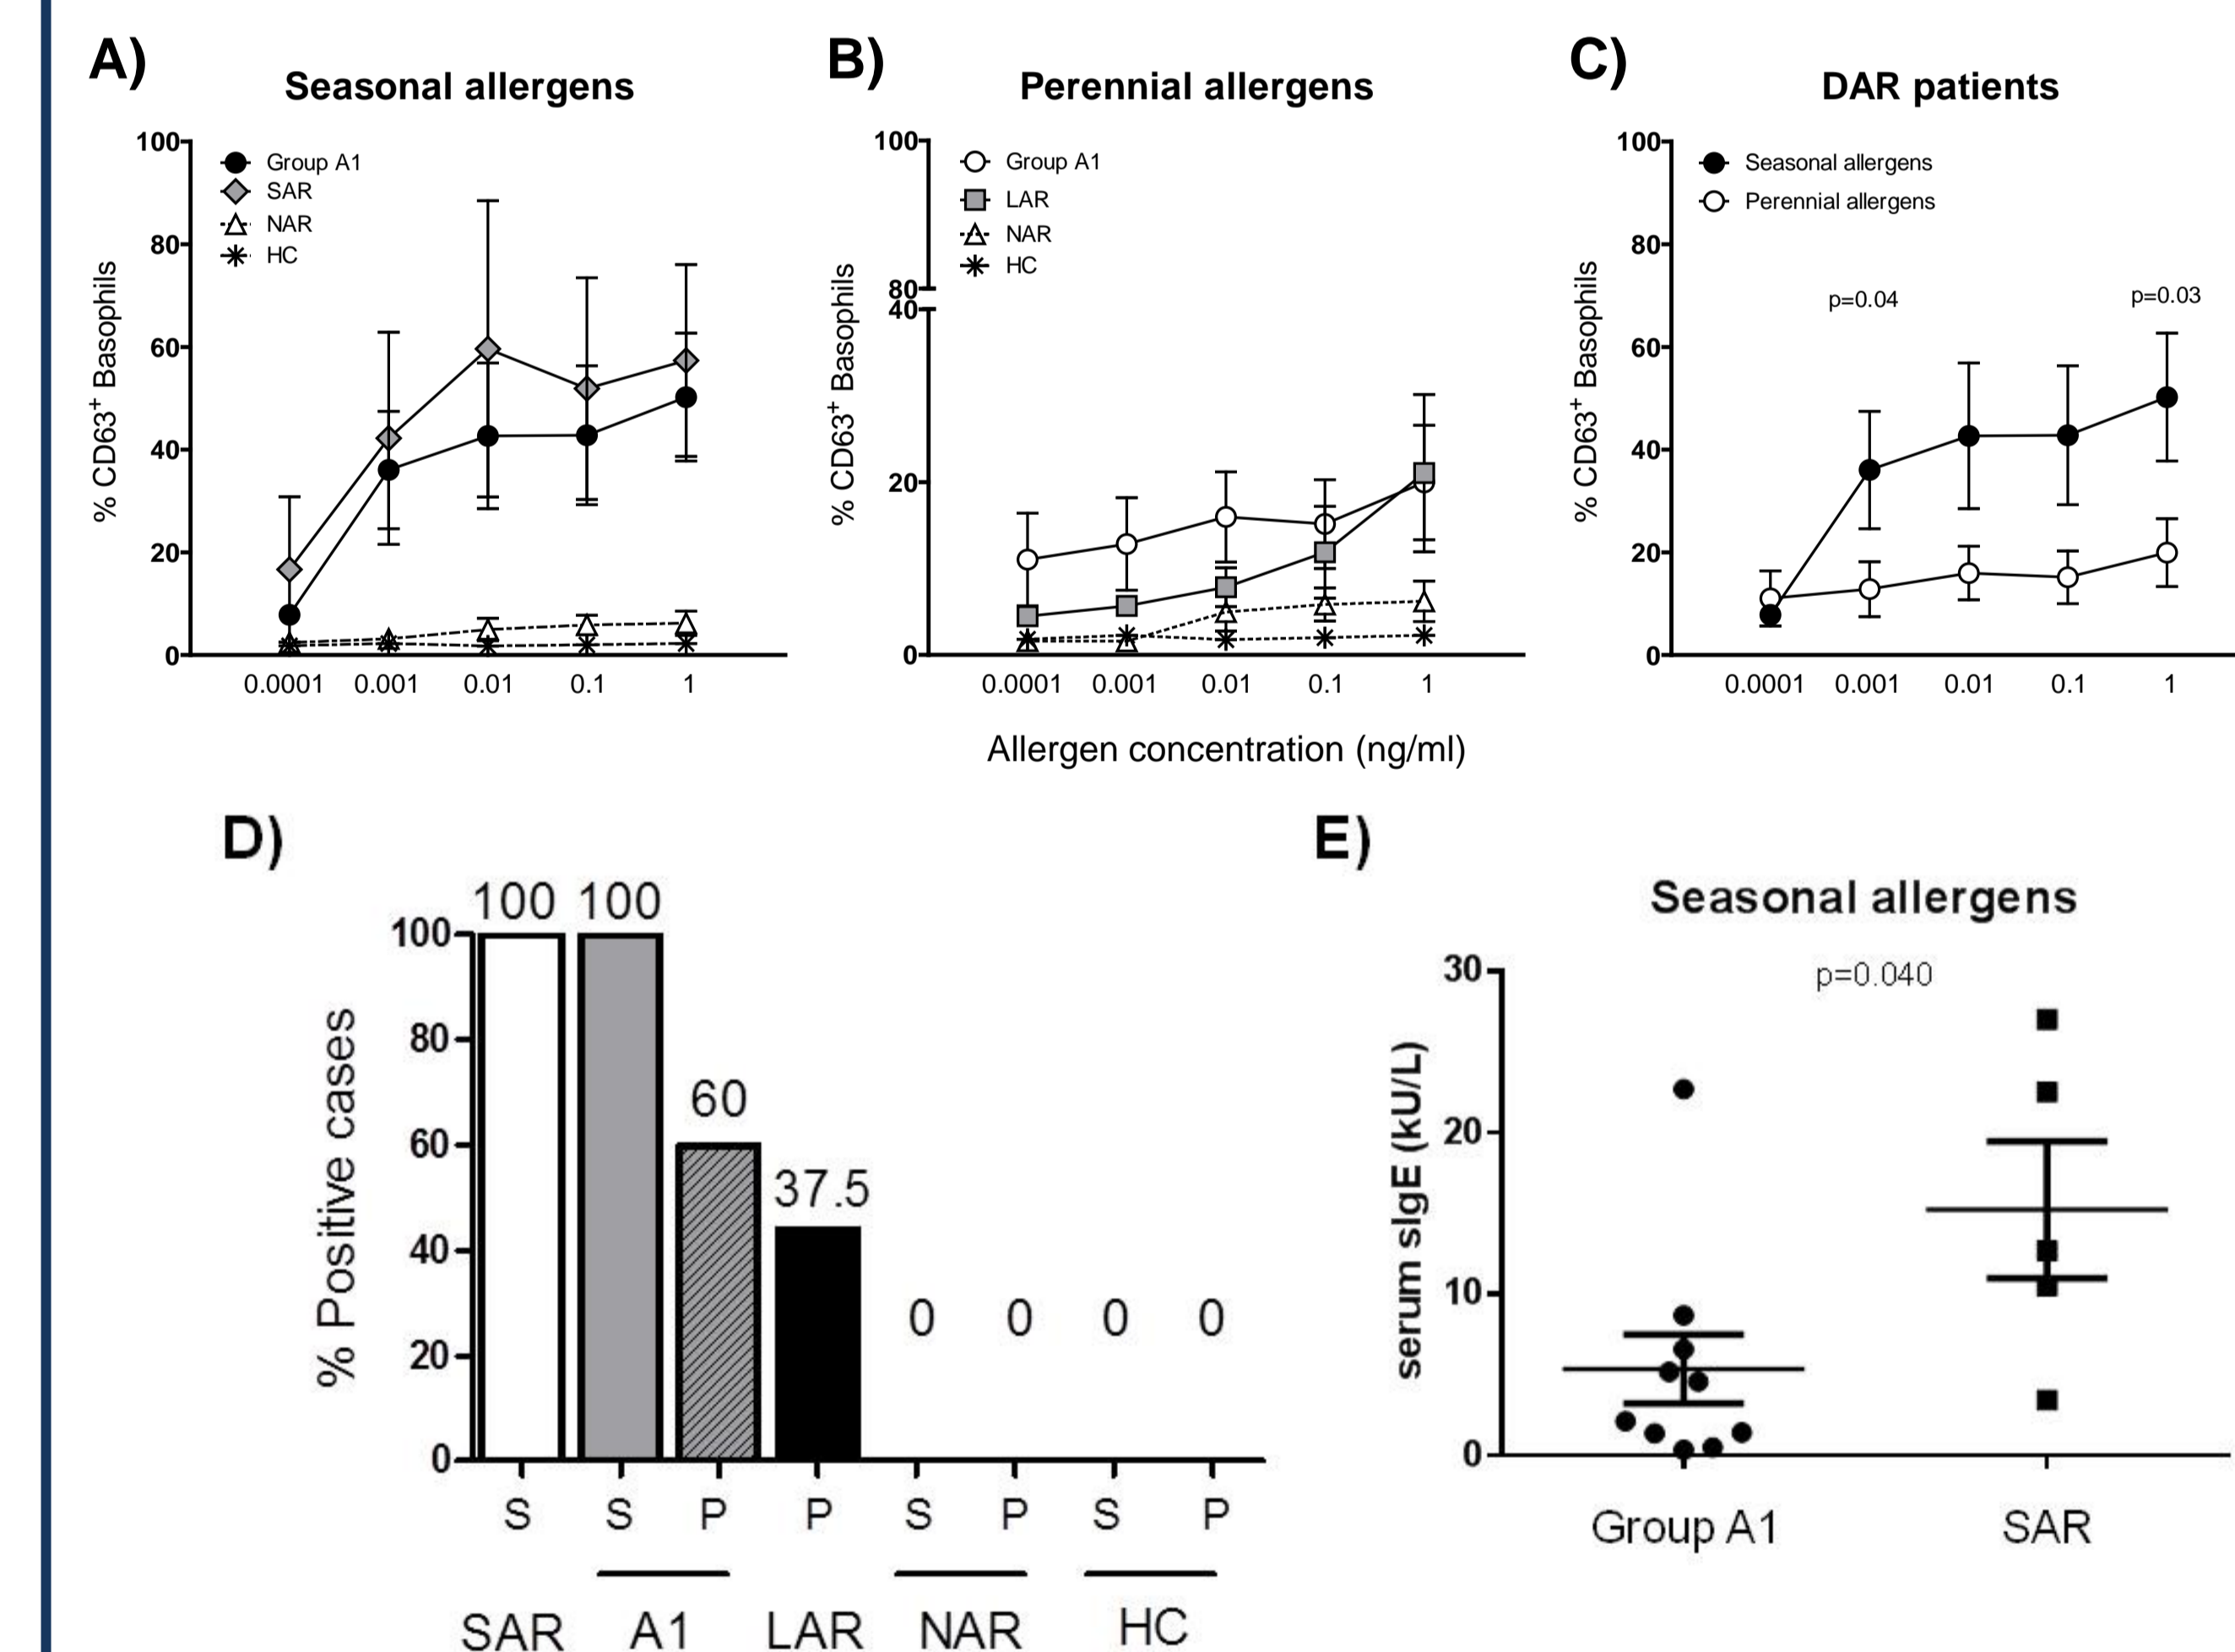 A)
Seasonal allergens
100
80
60
40
20
0
% CD63+ Basophils
Group A1
SAR
NAR
HC
0.0001 0.001 0.01 0.1 1
B)
Perennial allergens
100
80
40
20
0
% CD63+ Basophils
Group A1
LAR
NAR
HC
0.0001 0.001 0.01 0.1 1
Allergen concentration (ng/ml)
C)
DAR patients
100
80
60
40
20
0
% CD63+ Basophils
Seasonal allergens
Perennial allergens
p=0.04
p=0.03
0.0001 0.001 0.01 0.1 1
D)
100
80
60
40
20
0
% Positive cases
100 100
60
37.5
0 0 0 0
S S P P S P S P
SAR A1 LAR NAR HC
E)
Seasonal allergens
p=0.040
30
20
10
0
serum sIgE (kU/L)
Group A1 SAR